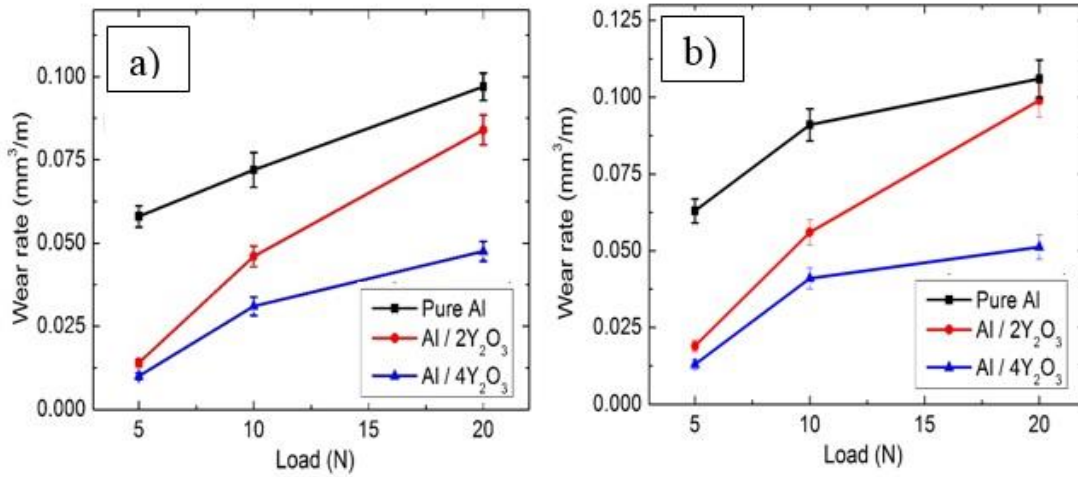 a)
Wear rate (mm³/m)
0.100
0.075
0.050
0.025
0.000
5 10 15 20
Load (N)
Pure Al
Al / 2Y₂O₃
Al / 4Y₂O₃
b)
Wear rate (mm³/m)
0.125
0.100
0.075
0.050
0.025
0.000
5 10 15 20
Load (N)
Pure Al
Al / 2Y₂O₃
Al / 4Y₂O₃